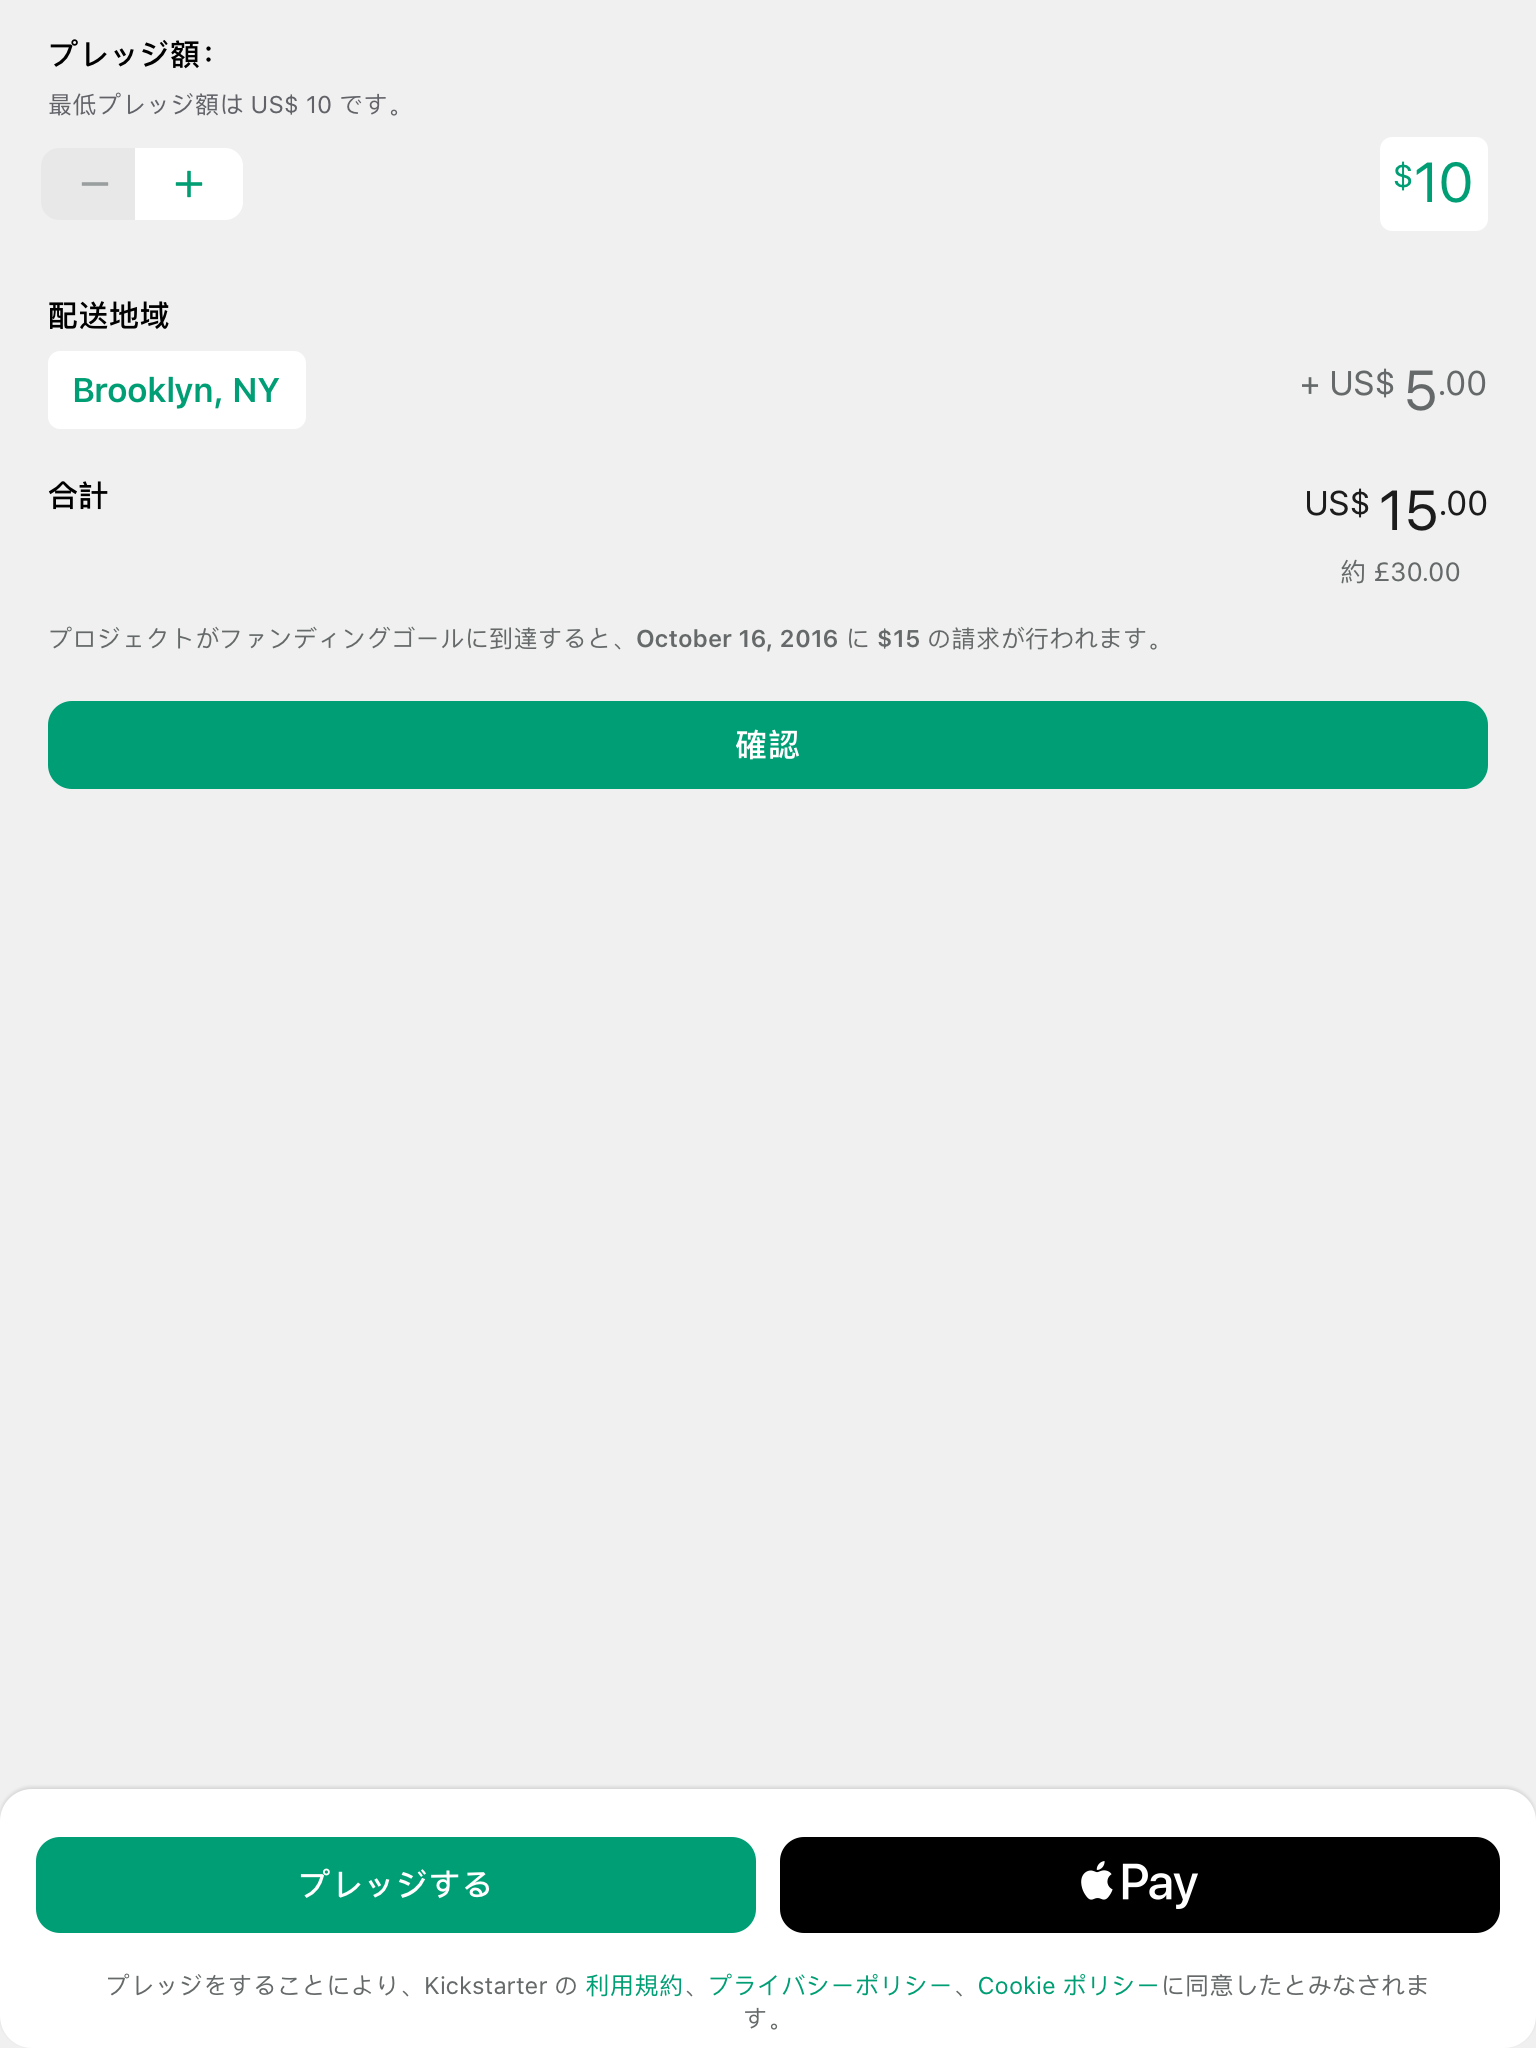 プレッジ額：
最低プレッジ額は US$ 10 です。
− +
$10
配送地域
Brooklyn, NY
+ US$ 5.00
合計
US$ 15.00
約 £30.00
プロジェクトがファンディングゴールに到達すると、October 16, 2016 に $15 の請求が行われます。
確認
プレッジする
Pay
プレッジをすることにより、Kickstarter の 利用規約、プライバシーポリシー、Cookie ポリシーに同意したとみなされま
す。